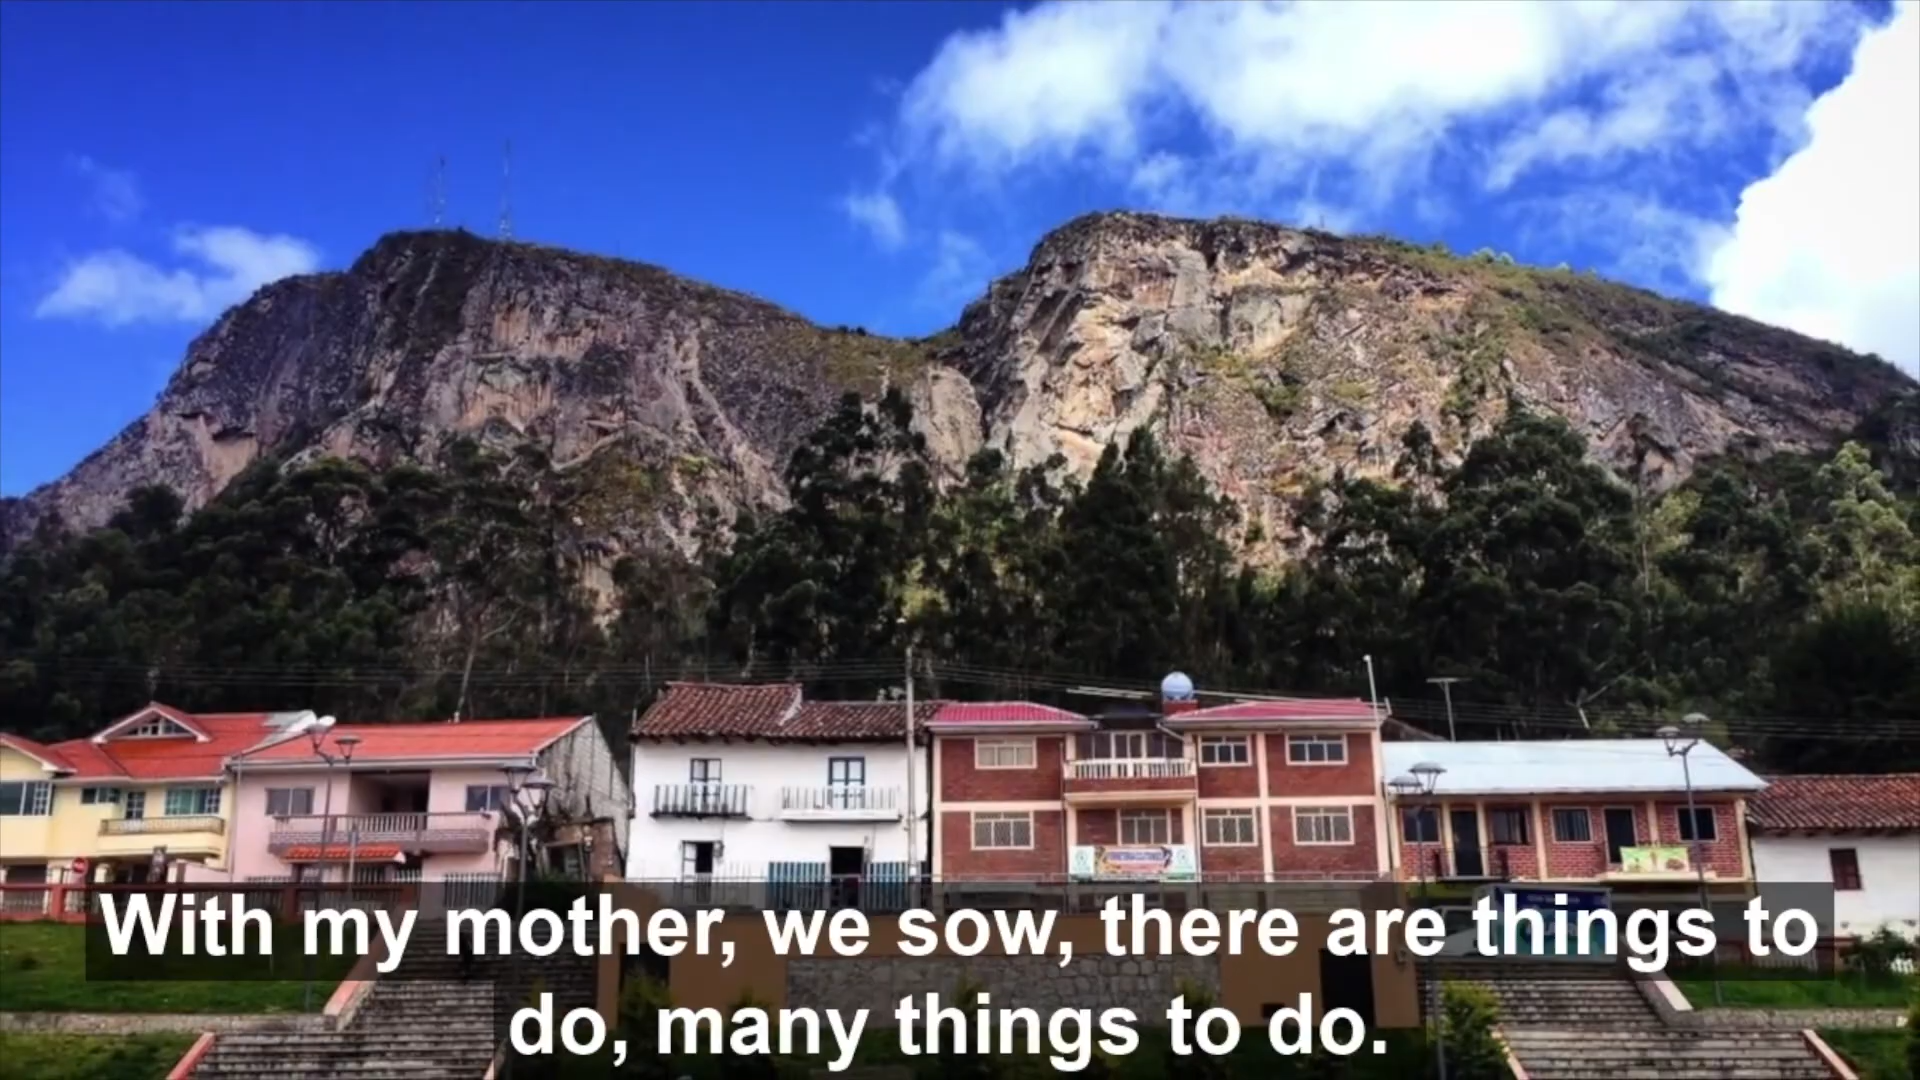 With my mother, we sow, there are things to
do, many things to do.